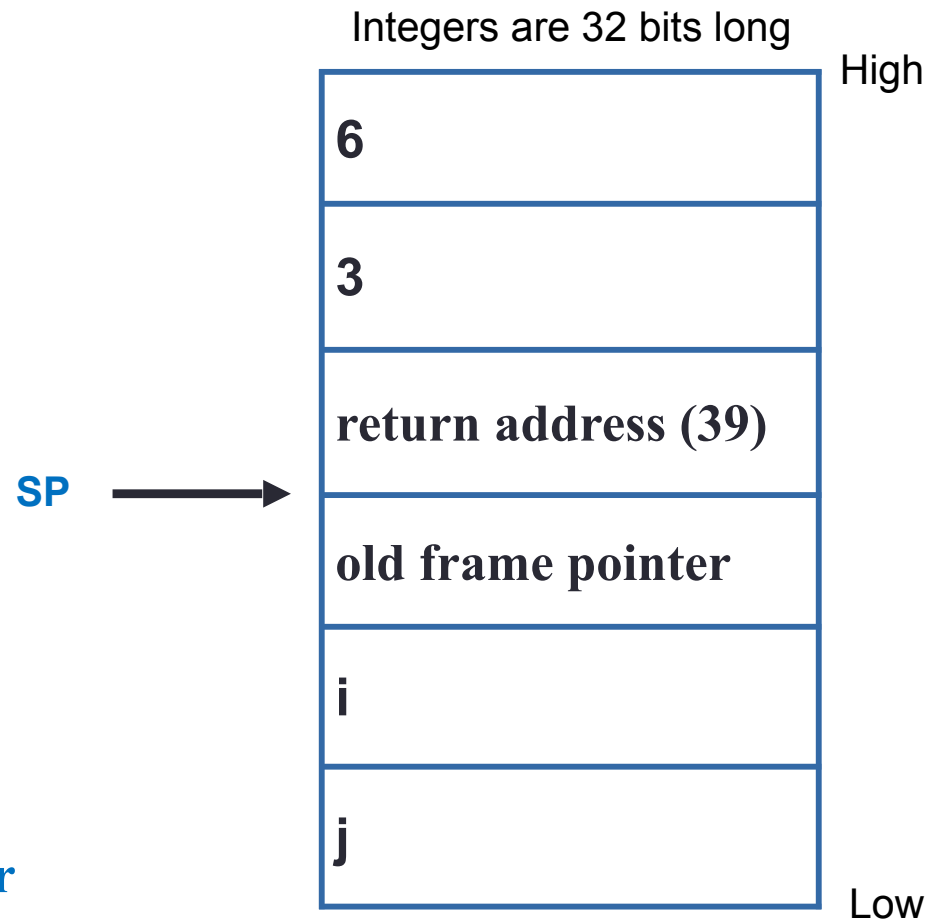 Integers are 32 bits long
High
6
3
return address (39)
SP
old frame pointer
i
j
r
Low